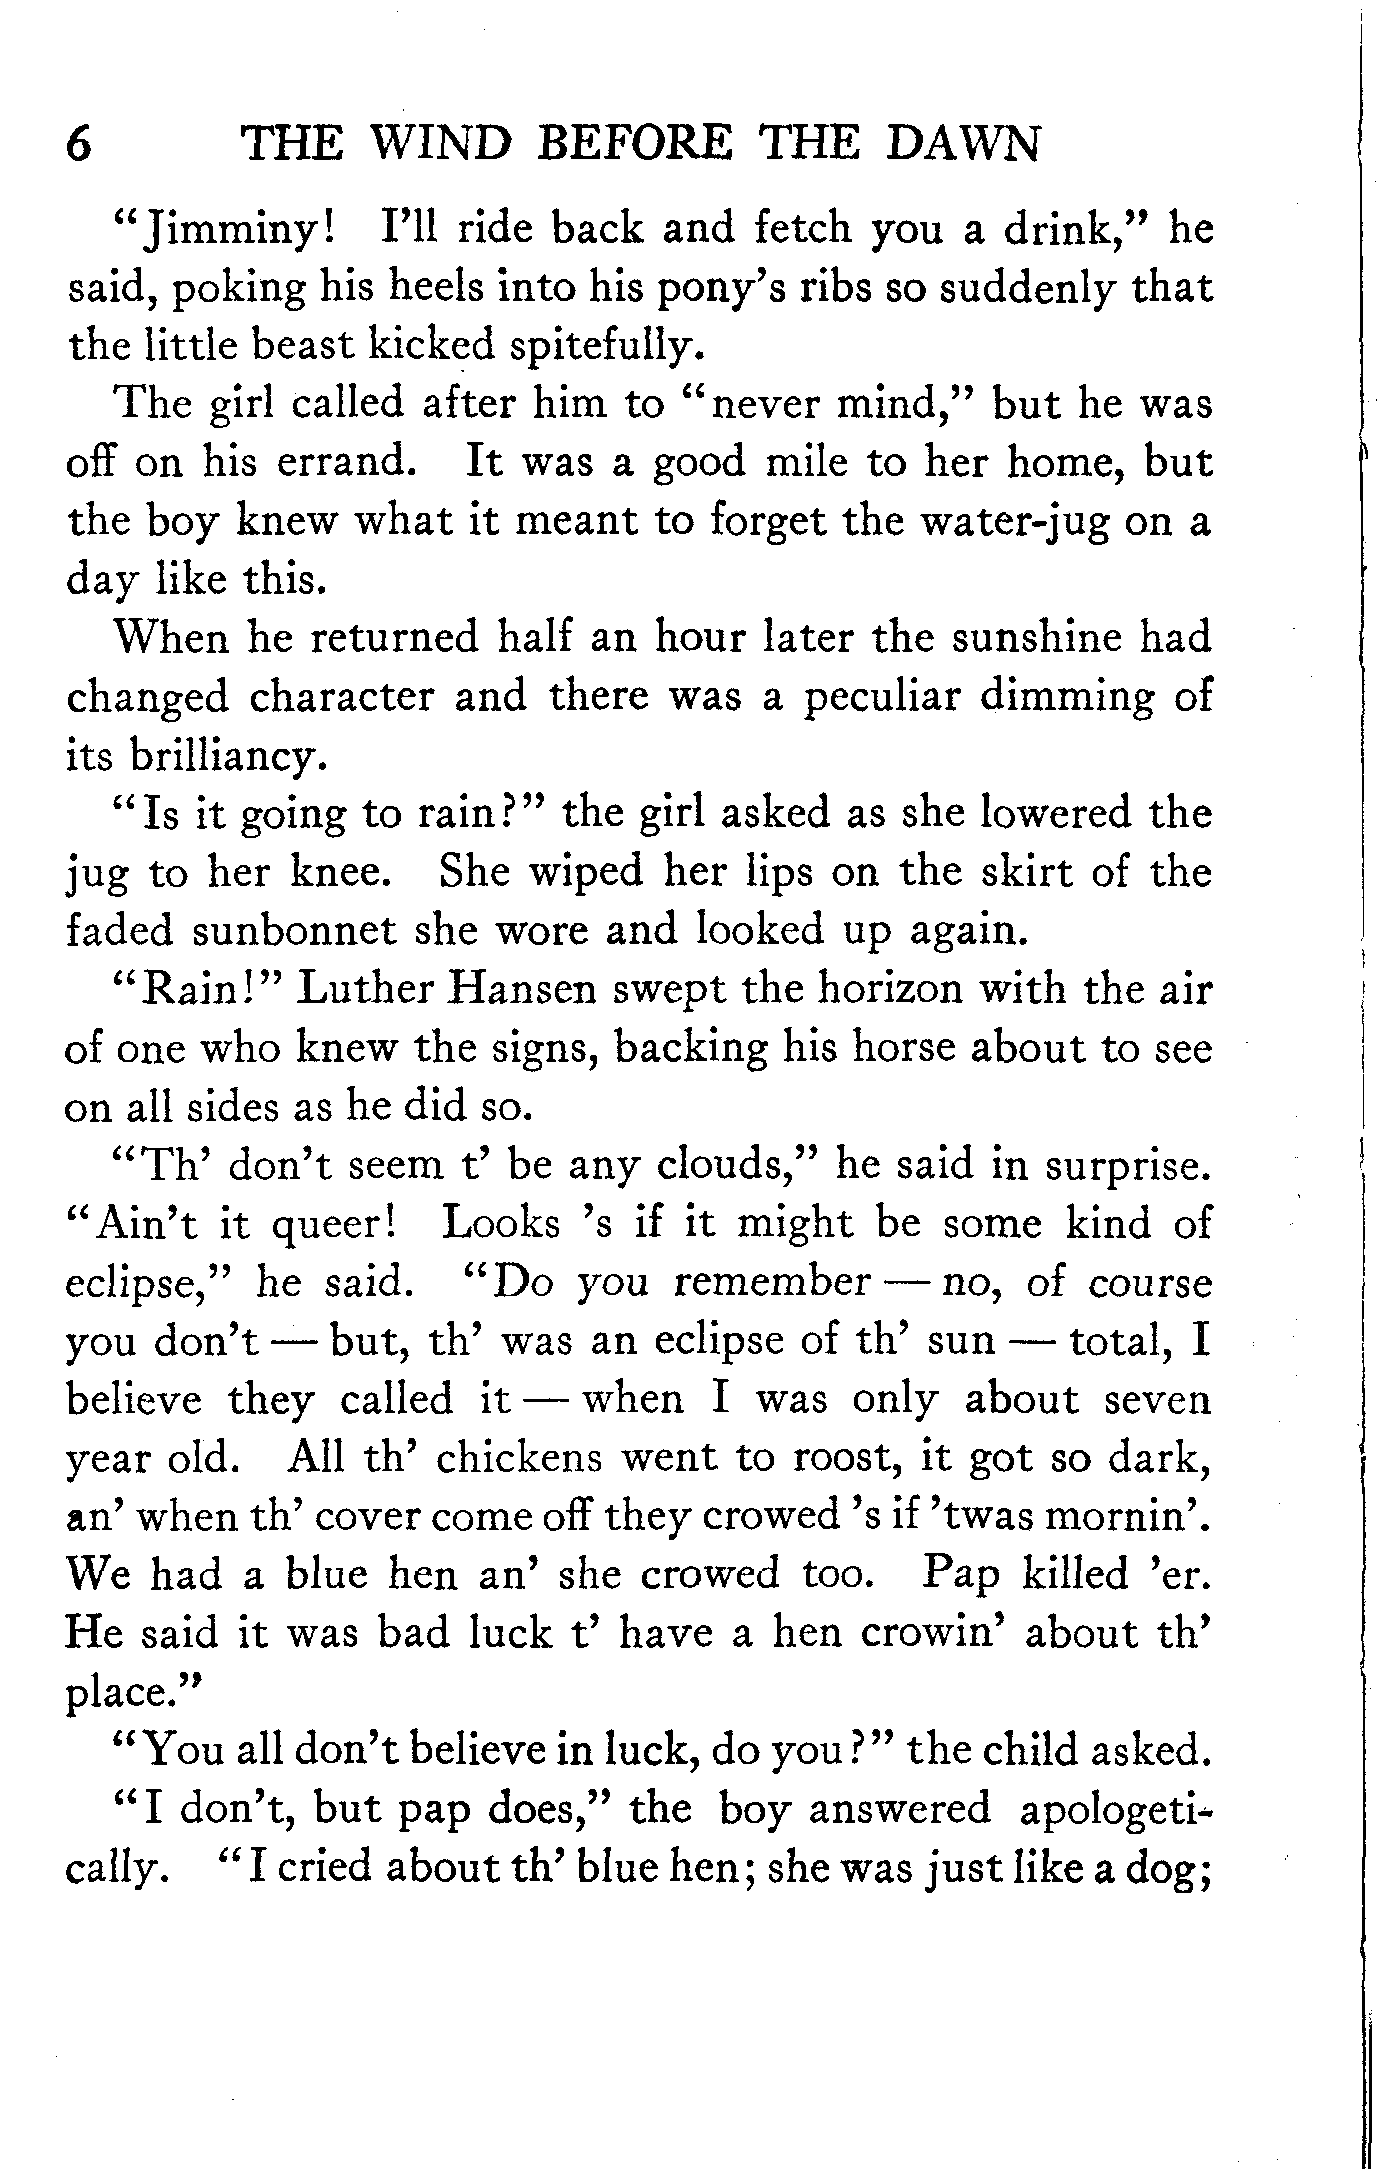 6 THE WIND BEFORE THE DAWN
“Jimminy! I’ll ride back and fetch you a drink,” he
said, poking his heels into his pony’s ribs so suddenly that
the little beast kicked spitefully.
The girl called after him to “never mind,” but he was
off on his errand. It was a good mile to her home, but
the boy knew what it meant to forget the water-jug on a
day like this.
When he returned half an hour later the sunshine had
changed character and there was a peculiar dimming of
its brilliancy.
“Is it going to rain?” the girl asked as she lowered the
jug to her knee. She wiped her lips on the skirt of the
faded sunbonnet she wore and looked up again.
“Rain!” Luther Hansen swept the horizon with the air
of one who knew the signs, backing his horse about to see
on all sides as he did so.
“Th’ don’t seem t’ be any clouds,” he said in surprise.
“Ain’t it queer! Looks ’s if it might be some kind of
eclipse,” he said. “Do you remember — no, of course
you don’t — but, th’ was an eclipse of th’ sun — total, I
believe they called it — when I was only about seven
year old. All th’ chickens went to roost, it got so dark,
an’ when th’ cover come off they crowed ’s if ’twas mornin’.
We had a blue hen an’ she crowed too. Pap killed ’er.
He said it was bad luck t’ have a hen crowin’ about th’
place.”
“You all don’t believe in luck, do you?” the child asked.
“I don’t, but pap does,” the boy answered apologeti-
cally. “I cried about th’ blue hen; she was just like a dog;